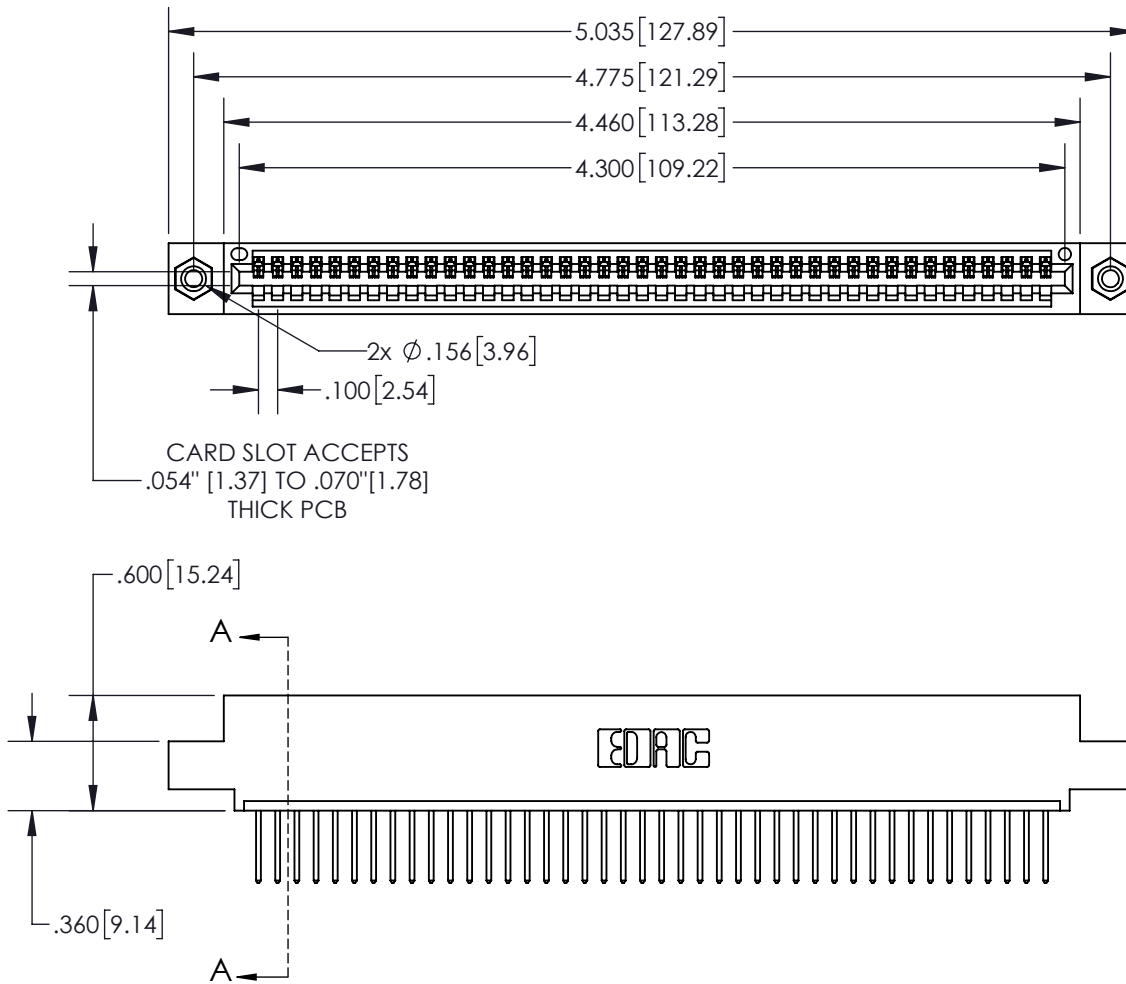 5.035[127.89]
4.775[121.29]
4.460[113.28]
4.300[109.22]
2x Ø.156[3.96]
.100[2.54]
CARD SLOT ACCEPTS
.054" [1.37] TO .070"[1.78]
THICK PCB
.600[15.24]
A
EDAC
.360[9.14]
A